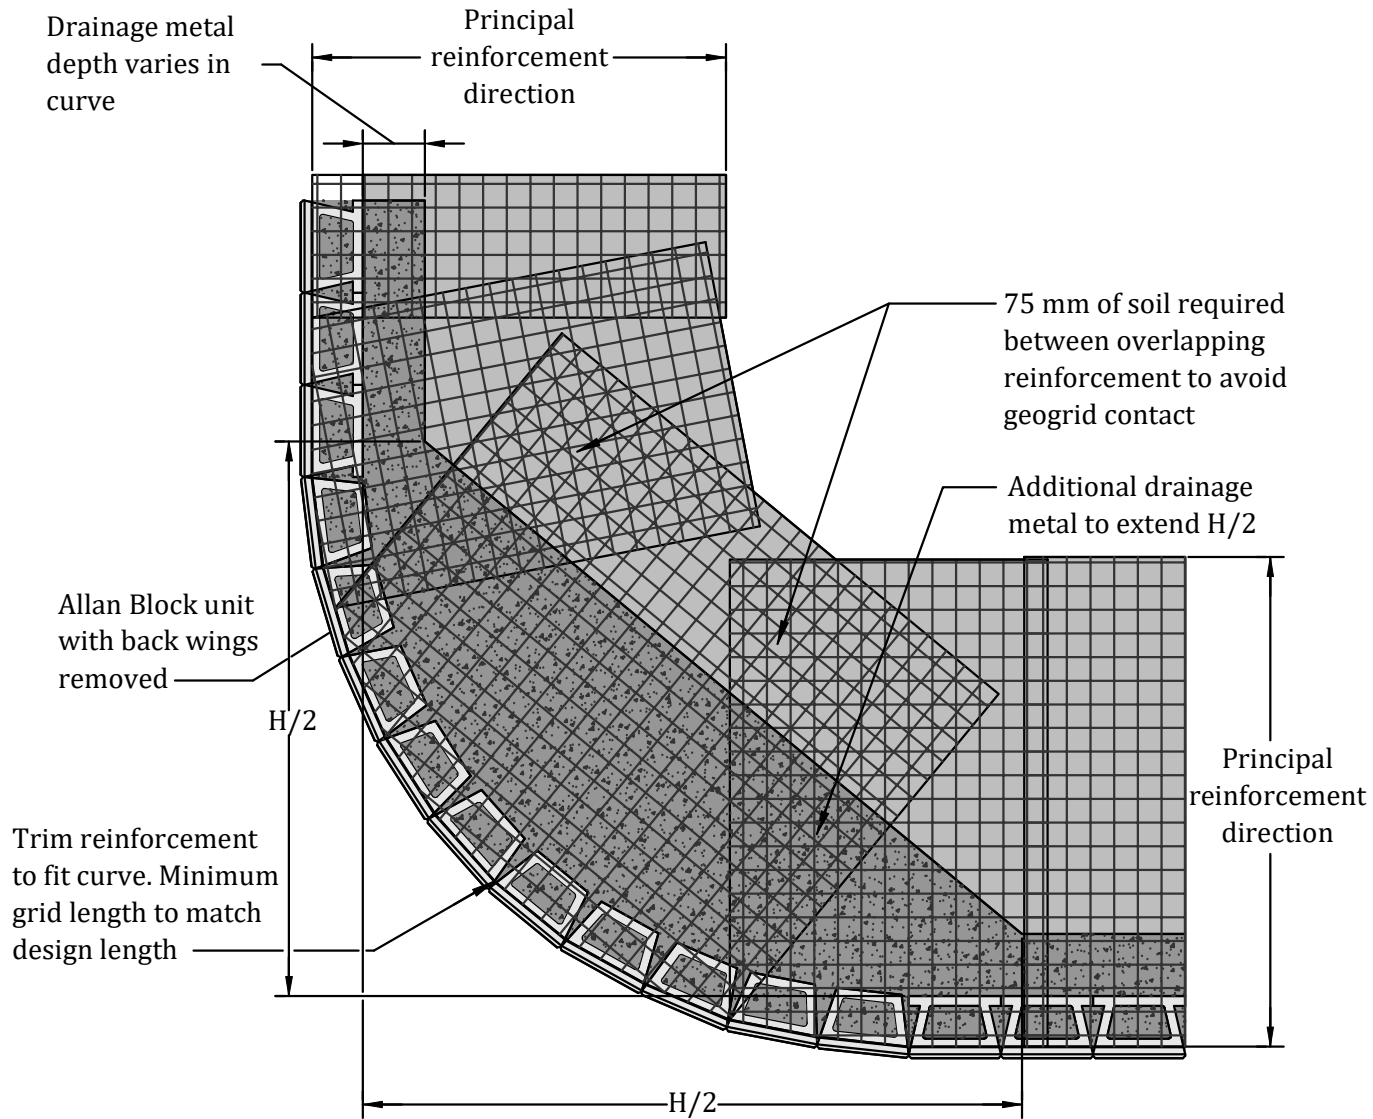 Drainage metal
depth varies in
curve
Principal
reinforcement
direction
75 mm of soil required
between overlapping
reinforcement to avoid
geogrid contact
Additional drainage
metal to extend H/2
Allan Block unit
with back wings
removed
H/2
Principal
reinforcement
direction
Trim reinforcement
to fit curve. Minimum
grid length to match
design length
H/2